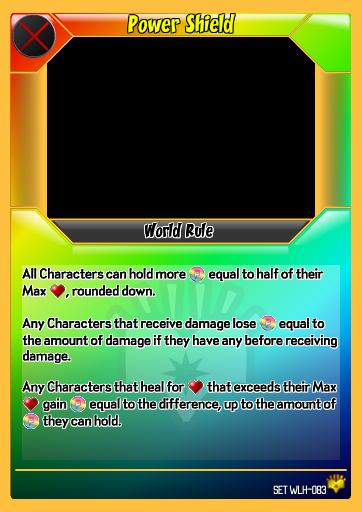 Power Shield
World Rule
All Characters can hold more equal to half of their
Max , rounded down.
Any Characters that receive damage lose equal to
the amount of damage if they have any before receiving
damage.
Any Characters that heal for that exceeds their Max
gain equal to the difference, up to the amount of
they can hold.
SET WLH-083